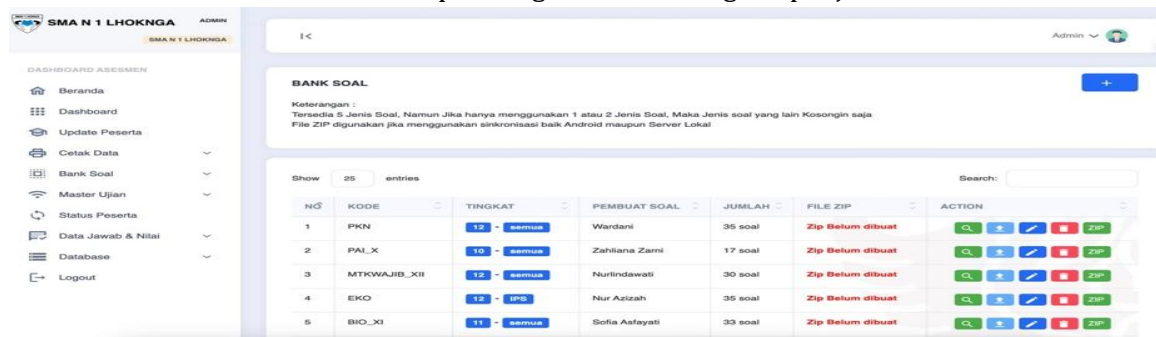 SMA N 1 LHOKNGA ADMIN
SMA N 1 LHOKNGA
DASHBOARD ASESMEN
Beranda
Dashboard
Update Peserta
Cetak Data
Bank Soal
Master Ujian
Status Peserta
Data Jawab & Nilai
Database
Logout
Admin
BANK SOAL
+
Keterangan :
Tersedia 5 Jenis Soal, Namun Jika hanya menggunakan 1 atau 2 Jenis Soal, Maka Jenis soal yang lain Kosongin saja
File ZIP digunakan jika menggunakan sinkronisasi baik Android maupun Server Lokal
Show 25 entries Search:
NO KODE TINGKAT PEMBUAT SOAL JUMLAH FILE ZIP ACTION
1 PKN 12 - semua Wardani 35 soal Zip Belum dibuat ZIP
2 PAI_X 10 - semua Zahliana Zarni 17 soal Zip Belum dibuat ZIP
3 MTKWAJIB_XII 12 - semua Nurlindawati 30 soal Zip Belum dibuat ZIP
4 EKO 12 - IPS Nur Azizah 35 soal Zip Belum dibuat ZIP
5 BIO_XI 11 - semua Sofia Asfayati 33 soal Zip Belum dibuat ZIP